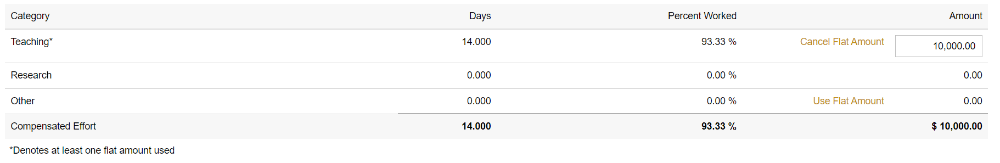 Category Days Percent Worked Amount
Teaching* 14.000 93.33 % Cancel Flat Amount 10,000.00
Research 0.000 0.00 % 0.00
Other 0.000 0.00 % Use Flat Amount 0.00
Compensated Effort 14.000 93.33 % $ 10,000.00
*Denotes at least one flat amount used